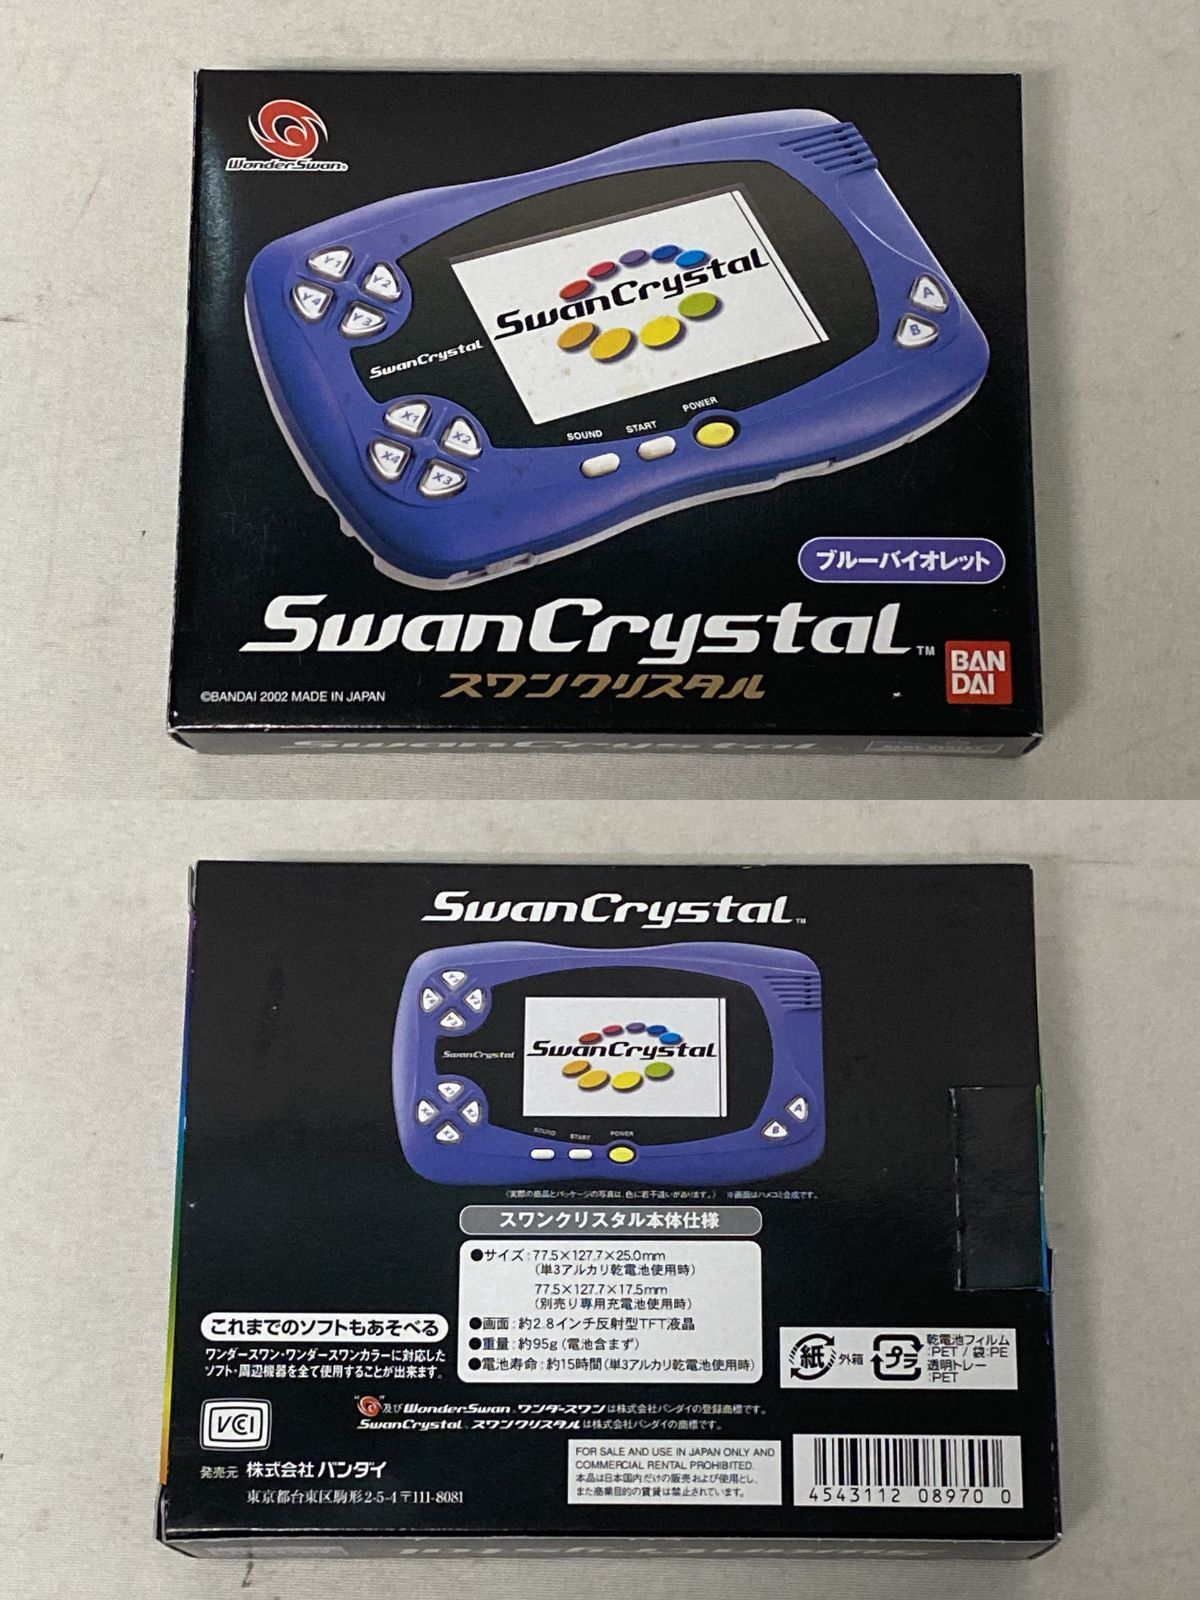 WonderSwan®
Y1
Y2
Y4
Y3
SwanCrystal
SwanCrystal
X1
X2
X4
X3
A
B
SOUND
START
POWER
ブルーバイオレット
SwanCrystal™
スワンクリスタル
BAN
DAI
©BANDAI 2002 MADE IN JAPAN
SwanCrystal
SwanCrystal™
SwanCrystal
SwanCrystal
SOUND
START
POWER
A
B
(実際の商品とパッケージの写真は、色に若干違いがあります。) ※画面はハメコミ合成です。
スワンクリスタル本体仕様
●サイズ:77.5×127.7×25.0mm
(単3アルカリ乾電池使用時)
77.5×127.7×17.5mm
(別売り専用充電池使用時)
●画面:約2.8インチ反射型TFT液晶
●重量:約95g(電池含まず)
●電池寿命:約15時間(単3アルカリ乾電池使用時)
これまでのソフトもあそべる
ワンダースワン・ワンダースワンカラーに対応した
ソフト・周辺機器を全て使用することが出来ます。
紙 外箱
プラ
乾電池フィルム
:PET / 袋:PE
透明トレー
:PET
及びWonderSwan、ワンダースワンは株式会社バンダイの登録商標です。
SwanCrystal、スワンクリスタルは株式会社バンダイの商標です。
VCCI
発売元 株式会社バンダイ
東京都台東区駒形2-5-4 〒111-8081
FOR SALE AND USE IN JAPAN ONLY AND
COMMERCIAL RENTAL PROHIBITED.
本品は日本国内だけの販売および使用とし、
また商業目的の賃貸は禁止されています。
4543112 08970 0